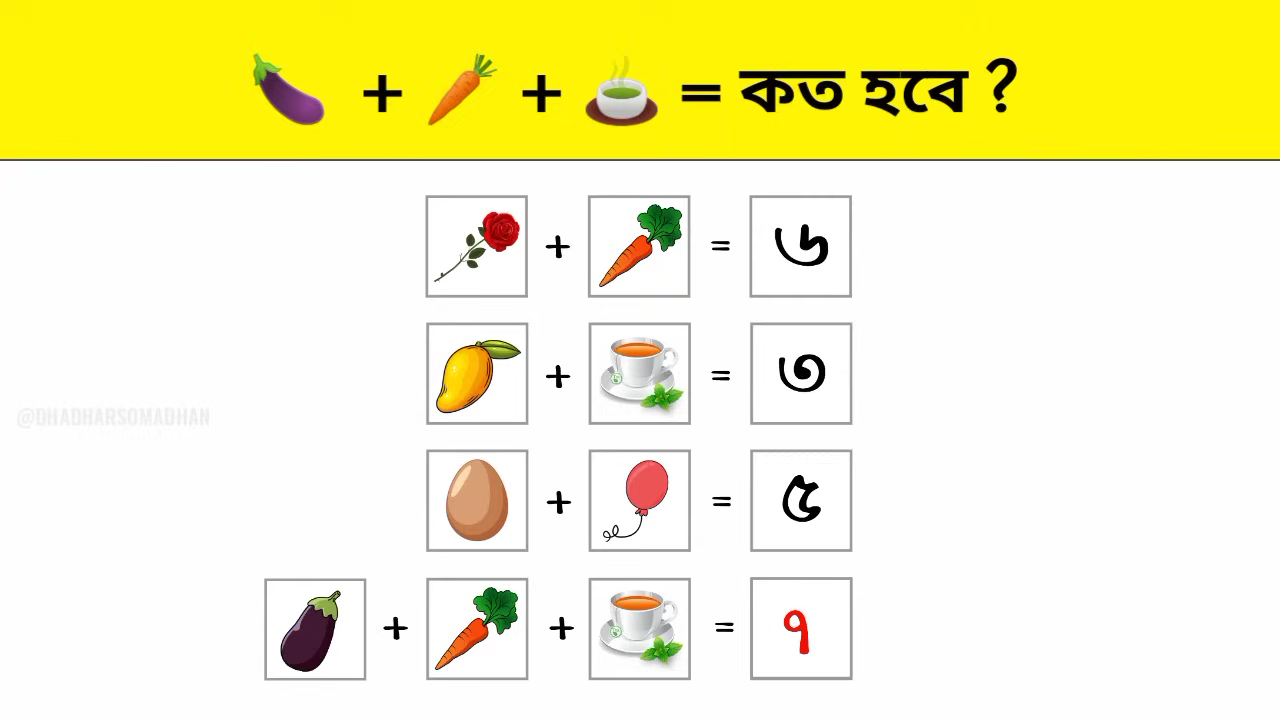 🍆 + 🥕 + 🍵 = কত হবে ?
+ = ৬
+ = ৩
@DHADHARSOMADHAN
+ = ৫
+ + = ৭